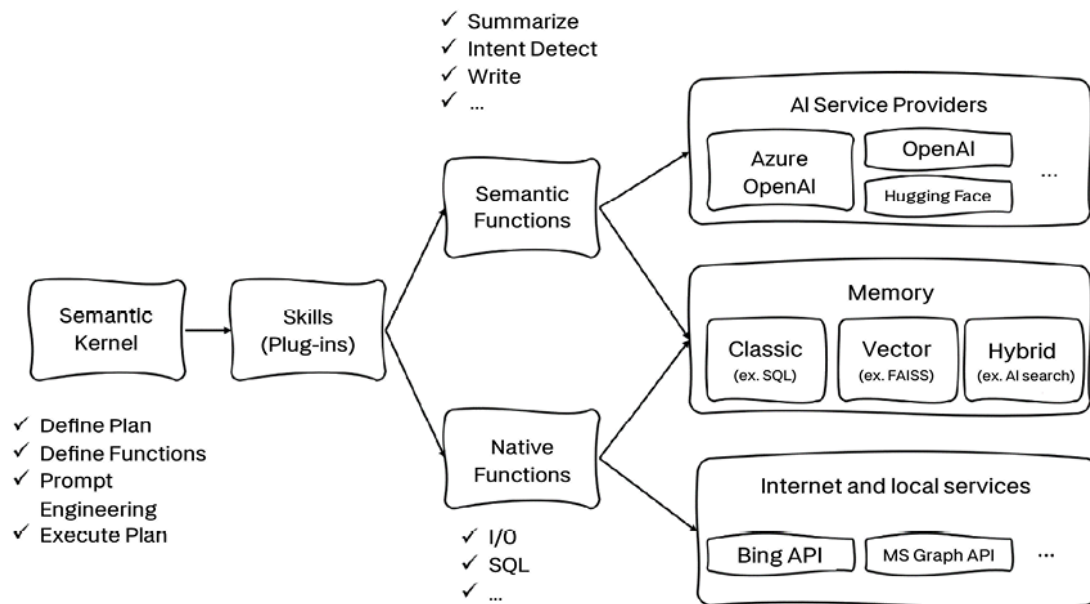 ✓ Summarize
✓ Intent Detect
✓ Write
✓ ...
AI Service Providers
Azure
OpenAI
OpenAI
Hugging Face
...
Semantic
Functions
Semantic
Kernel
Skills
(Plug-ins)
Memory
Classic
(ex. SQL)
Vector
(ex. FAISS)
Hybrid
(ex. AI search)
✓ Define Plan
✓ Define Functions
✓ Prompt
Engineering
✓ Execute Plan
Native
Functions
✓ I/O
✓ SQL
✓ ...
Internet and local services
Bing API
MS Graph API
...